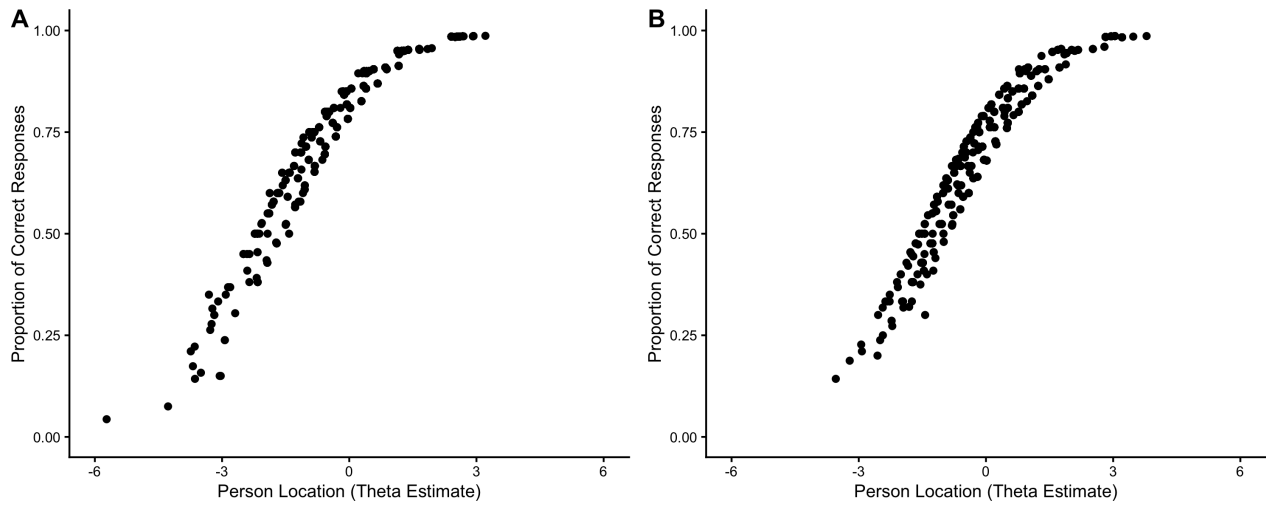 A
Proportion of Correct Responses
1.00
0.75
0.50
0.25
0.00
-6 -3 0 3 6
Person Location (Theta Estimate)
B
Proportion of Correct Responses
1.00
0.75
0.50
0.25
0.00
-6 -3 0 3 6
Person Location (Theta Estimate)